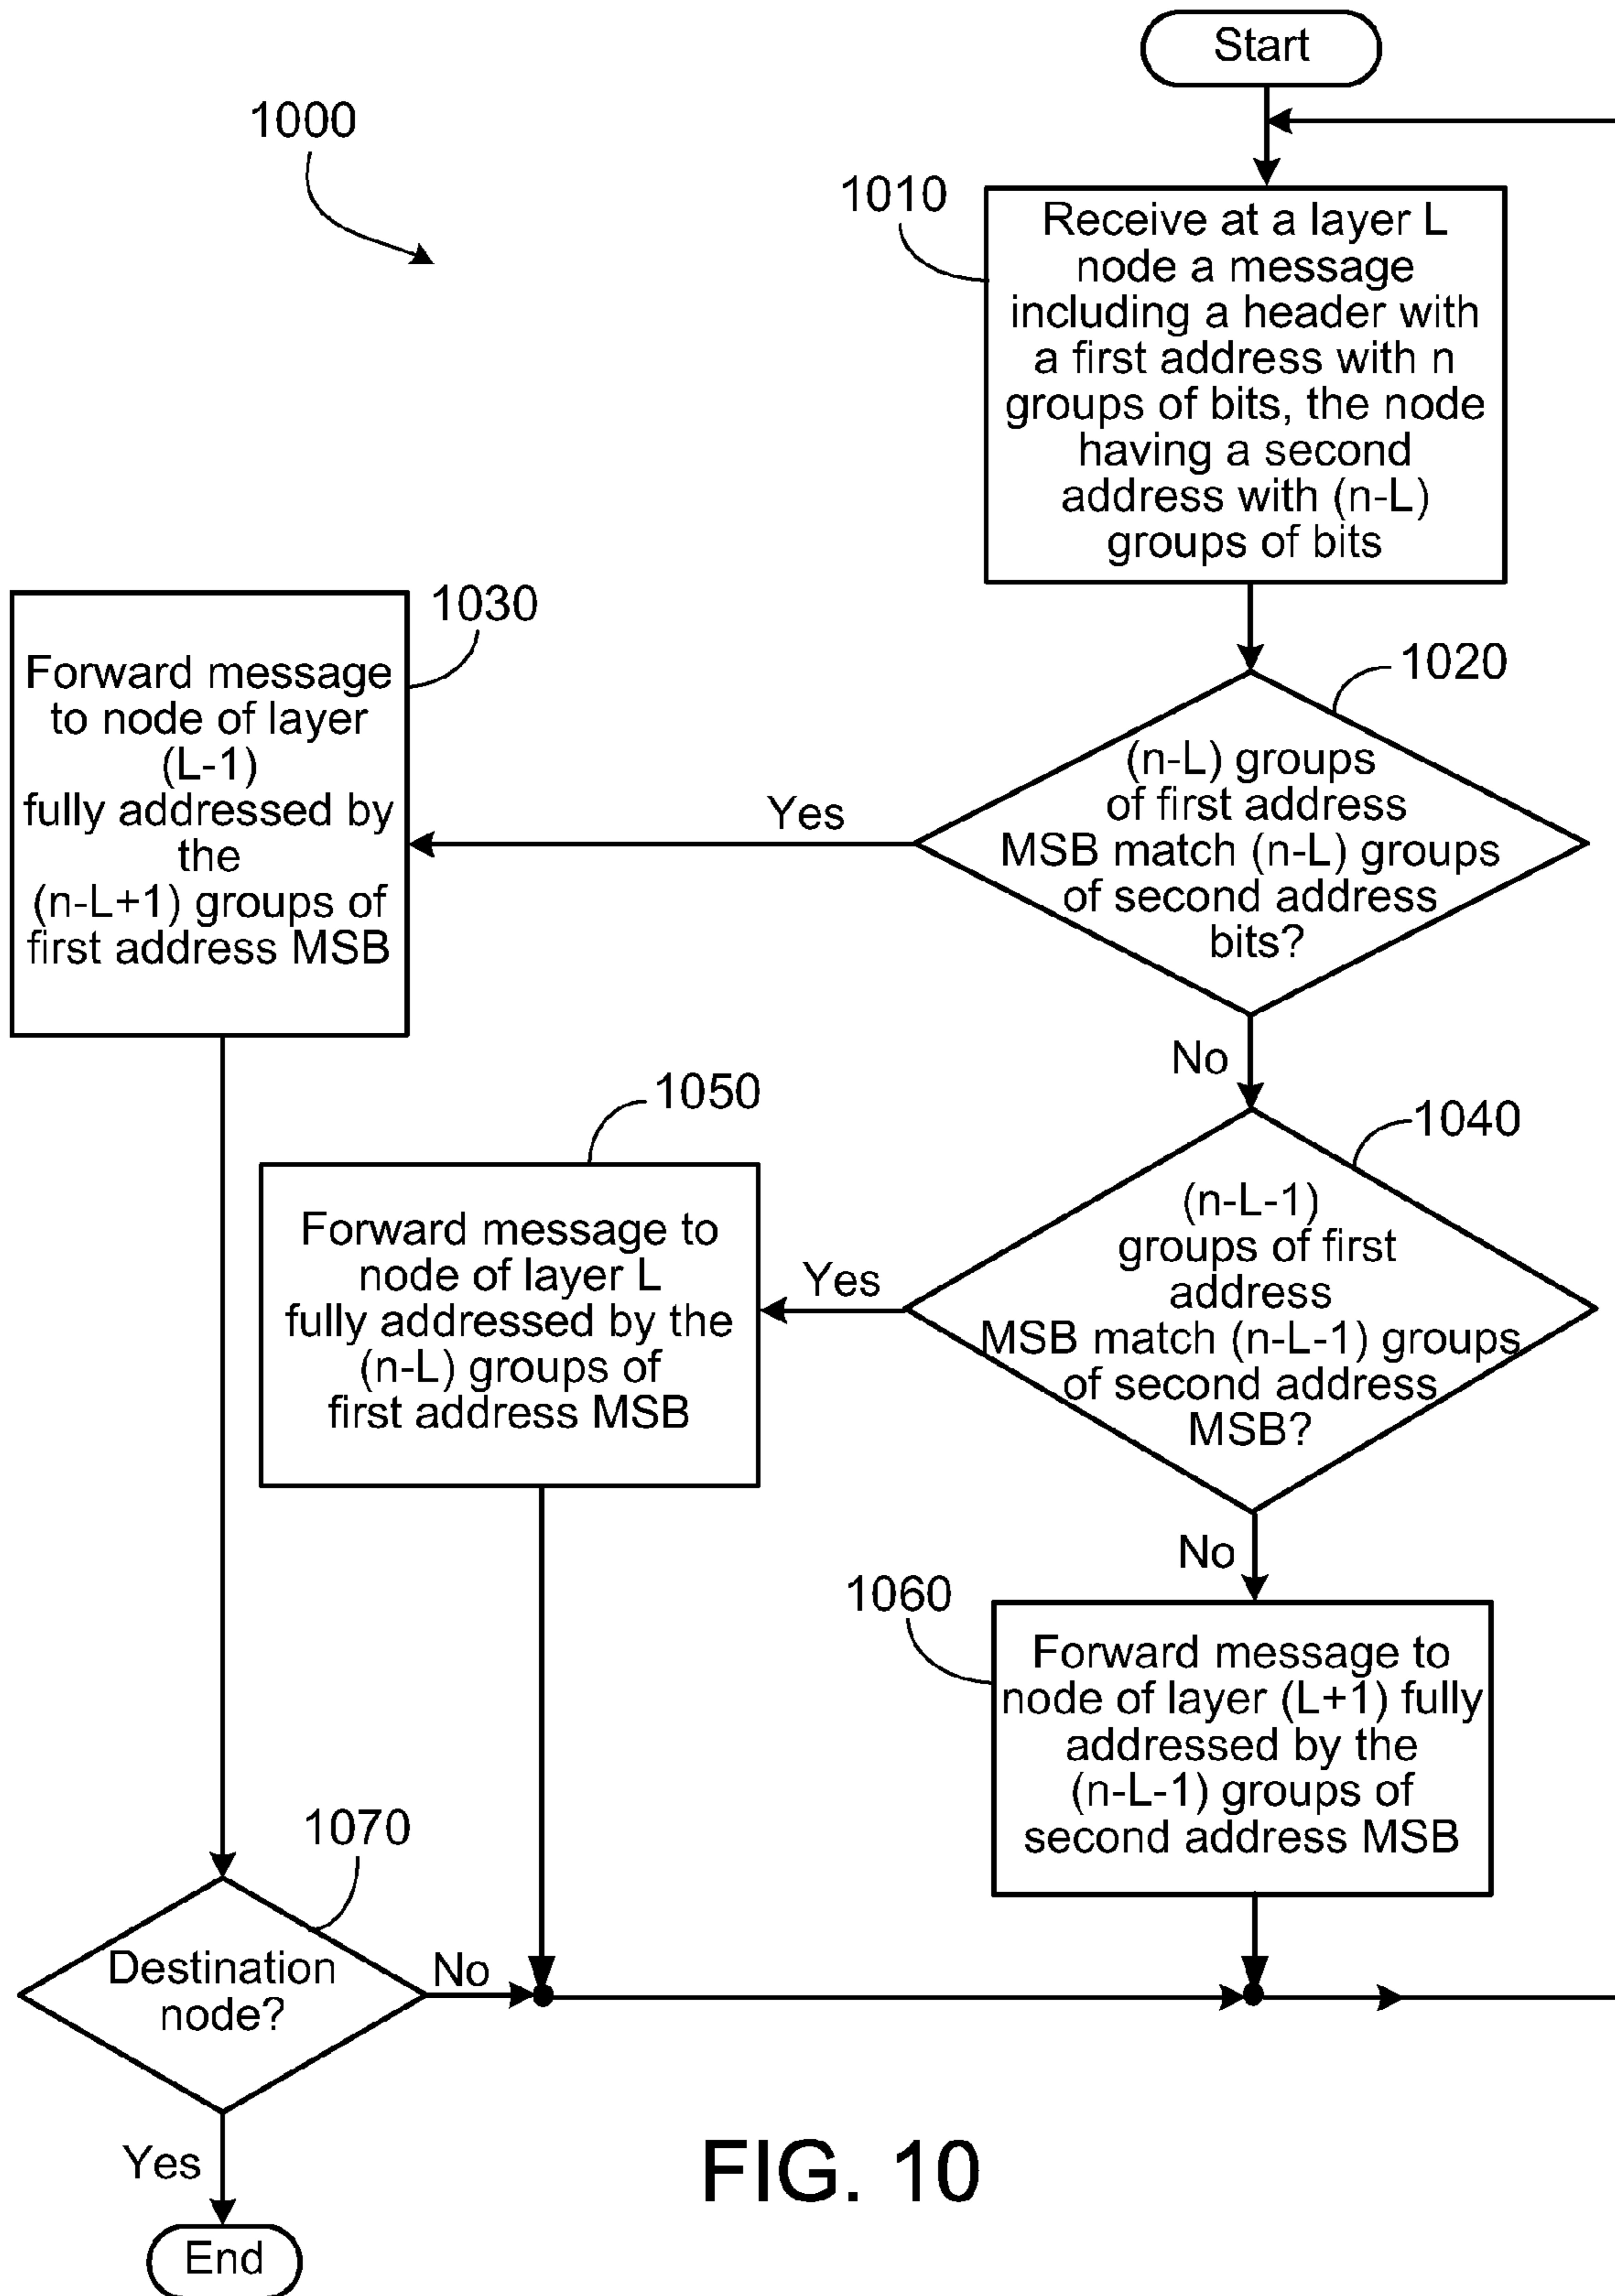 Start
1000
1010
Receive at a layer L
node a message
including a header with
a first address with n
groups of bits, the node
having a second
address with (n-L)
groups of bits
1030
Forward message
to node of layer
(L-1)
fully addressed by
the
(n-L+1) groups of
first address MSB
1020
(n-L) groups
of first address
MSB match (n-L) groups
of second address
bits?
Yes
No
1050
Forward message to
node of layer L
fully addressed by the
(n-L) groups of
first address MSB
1040
(n-L-1)
groups of first
address
MSB match (n-L-1) groups
of second address
MSB?
Yes
No
1060
Forward message to
node of layer (L+1) fully
addressed by the
(n-L-1) groups of
second address MSB
1070
Destination
node?
No
Yes
End
FIG. 10